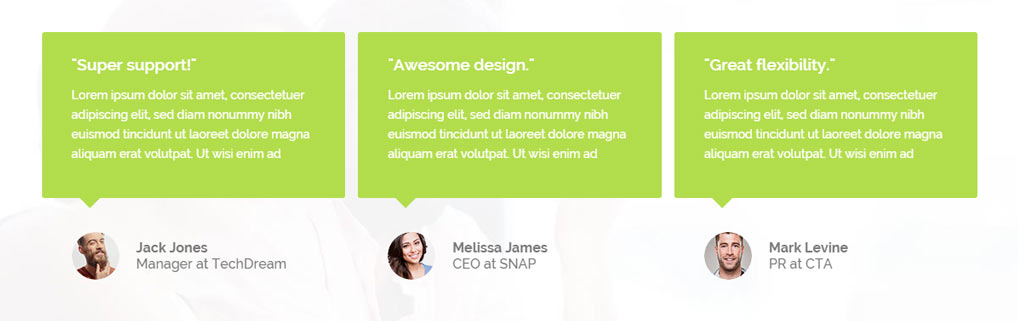 "Super support!"
Lorem ipsum dolor sit amet, consectetuer
adipiscing elit, sed diam nonummy nibh
euismod tincidunt ut laoreet dolore magna
aliquam erat volutpat. Ut wisi enim ad
Jack Jones
Manager at TechDream
"Awesome design."
Lorem ipsum dolor sit amet, consectetuer
adipiscing elit, sed diam nonummy nibh
euismod tincidunt ut laoreet dolore magna
aliquam erat volutpat. Ut wisi enim ad
Melissa James
CEO at SNAP
"Great flexibility."
Lorem ipsum dolor sit amet, consectetuer
adipiscing elit, sed diam nonummy nibh
euismod tincidunt ut laoreet dolore magna
aliquam erat volutpat. Ut wisi enim ad
Mark Levine
PR at CTA